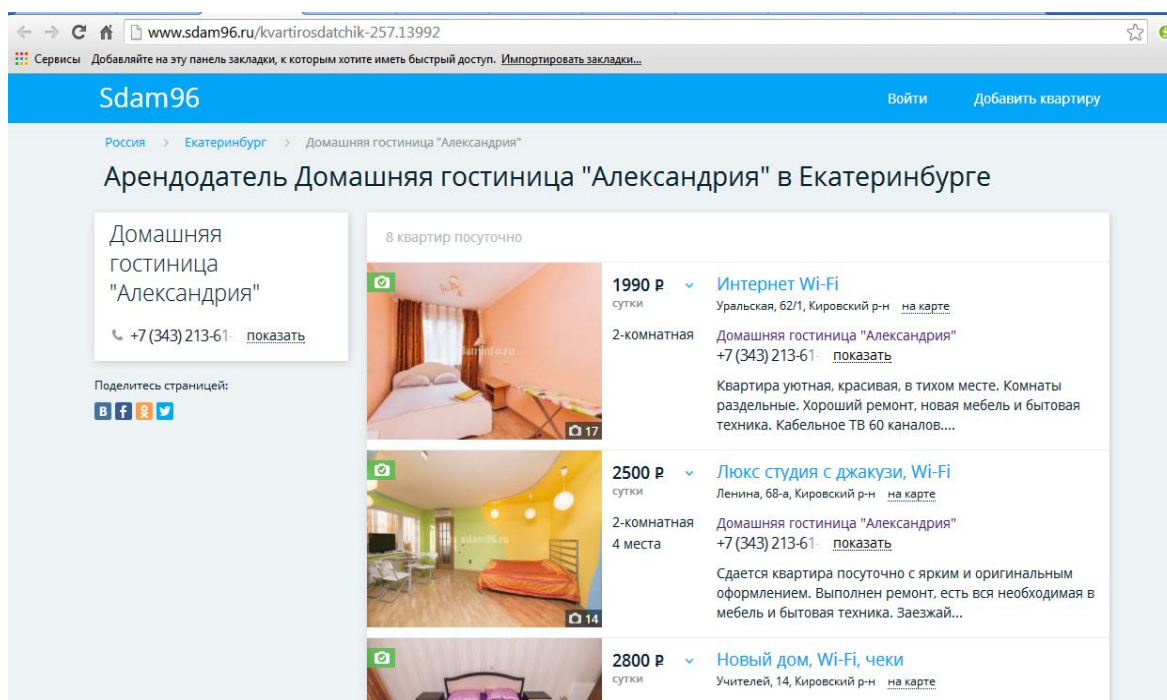 www.sdam96.ru/kvartirosdatchik-257.13992
Сервисы Добавляйте на эту панель закладки, к которым хотите иметь быстрый доступ. Импортировать закладки...
Sdam96
Войти Добавить квартиру
Россия > Екатеринбург > Домашняя гостиница "Александрия"
Арендодатель Домашняя гостиница "Александрия" в Екатеринбурге
Домашняя
гостиница
"Александрия"
+7 (343) 213-61- показать
Поделитесь страницей:
8 квартир посуточно
17
1990 ₽
сутки
2-комнатная
Интернет Wi-Fi
Уральская, 62/1, Кировский р-н на карте
Домашняя гостиница "Александрия"
+7 (343) 213-61- показать
Квартира уютная, красивая, в тихом месте. Комнаты
раздельные. Хороший ремонт, новая мебель и бытовая
техника. Кабельное ТВ 60 каналов....
sdam96.ru
14
2500 ₽
сутки
2-комнатная
4 места
Люкс студия с джакузи, Wi-Fi
Ленина, 68-а, Кировский р-н на карте
Домашняя гостиница "Александрия"
+7 (343) 213-61- показать
Сдается квартира посуточно с ярким и оригинальным
оформлением. Выполнен ремонт, есть вся необходимая в
мебель и бытовая техника. Заезжай...
2800 ₽
сутки
Новый дом, Wi-Fi, чеки
Учителей, 14, Кировский р-н на карте